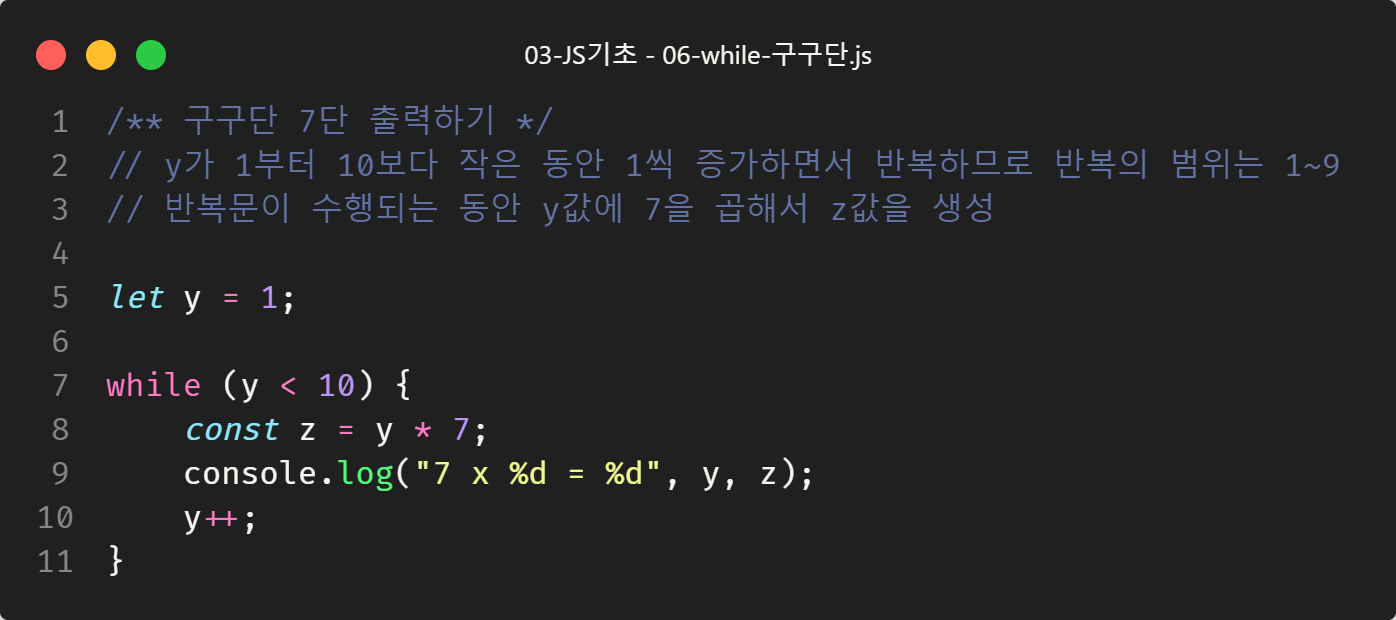 03-JS기초 - 06-while-구구단.js
1 /** 구구단 7단 출력하기 */
2 // y가 1부터 10보다 작은 동안 1씩 증가하면서 반복하므로 반복의 범위는 1~9
3 // 반복문이 수행되는 동안 y값에 7을 곱해서 z값을 생성
4
5 let y = 1;
6
7 while (y < 10) {
8     const z = y * 7;
9     console.log("7 x %d = %d", y, z);
10     y++;
11 }